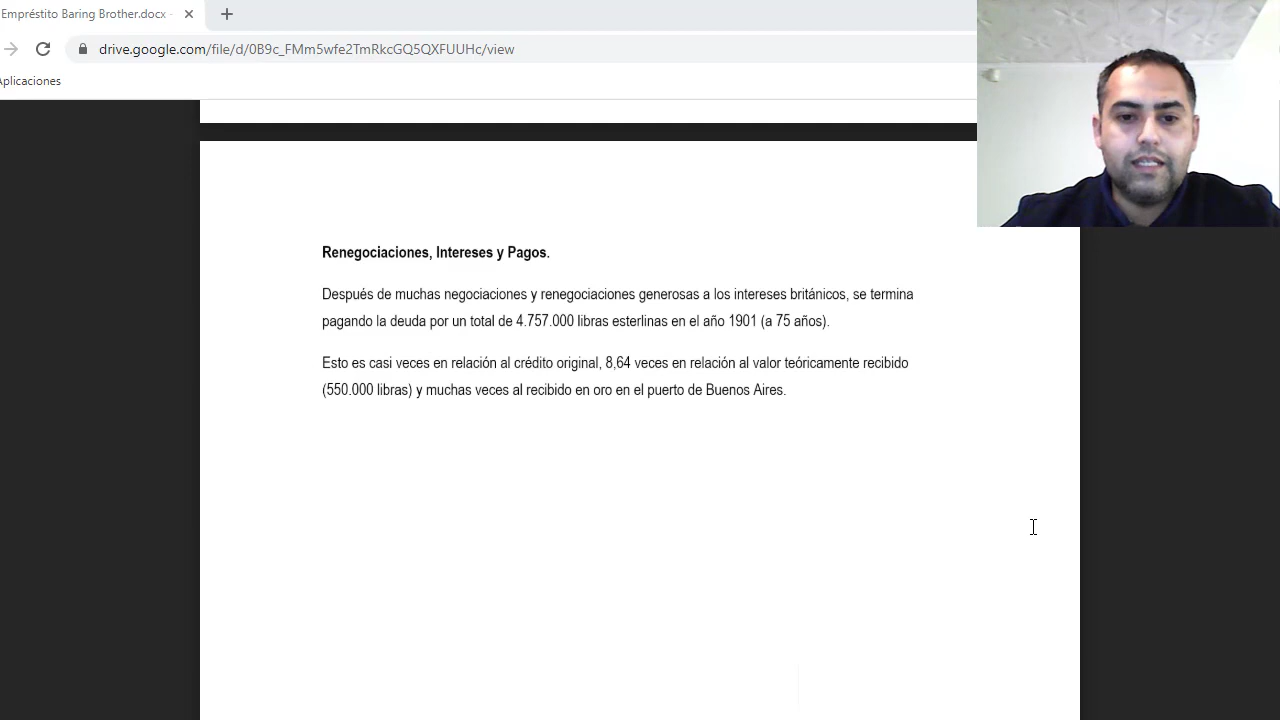 Empréstito Baring Brother.docx -
drive.google.com/file/d/0B9c_FMm5wfe2TmRkcGQ5QXFUUHc/view
Aplicaciones
Renegociaciones, Intereses y Pagos.
Después de muchas negociaciones y renegociaciones generosas a los intereses británicos, se termina
pagando la deuda por un total de 4.757.000 libras esterlinas en el año 1901 (a 75 años).
Esto es casi veces en relación al crédito original, 8,64 veces en relación al valor teóricamente recibido
(550.000 libras) y muchas veces al recibido en oro en el puerto de Buenos Aires.